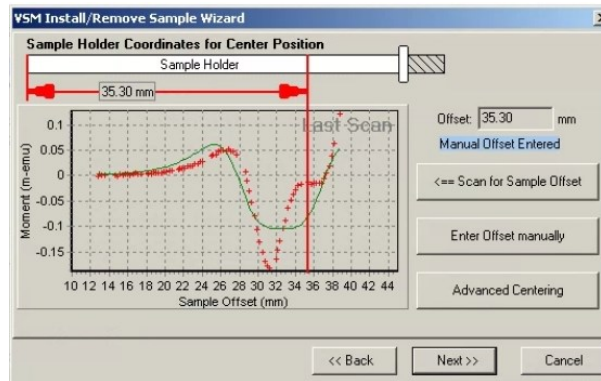 VSM Install/Remove Sample Wizard
Sample Holder Coordinates for Center Position
Sample Holder
35.30 mm
Last Scan
Offset: 35.30 mm
Manual Offset Entered
<== Scan for Sample Offset
Enter Offset manually
Advanced Centering
Moment (m-emu)
0.1
0.05
0
-0.05
-0.1
-0.15
10 12 14 16 18 20 22 24 26 28 30 32 34 36 38 40 42 44
Sample Offset (mm)
<< Back
Next >>
Cancel